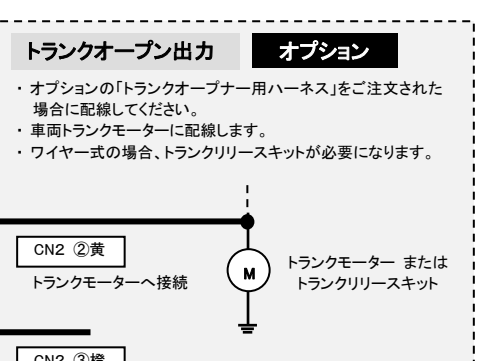 トランクオープン出力 オプション
・ オプションの「トランクオープナー用ハーネス」をご注文された
場合に配線してください。
・ 車両トランクモーターに配線します。
・ ワイヤー式の場合、トランクリリースキットが必要になります。
CN2 ②黄
トランクモーターへ接続
M
トランクモーター または
トランクリリースキット
CN2 ③橙